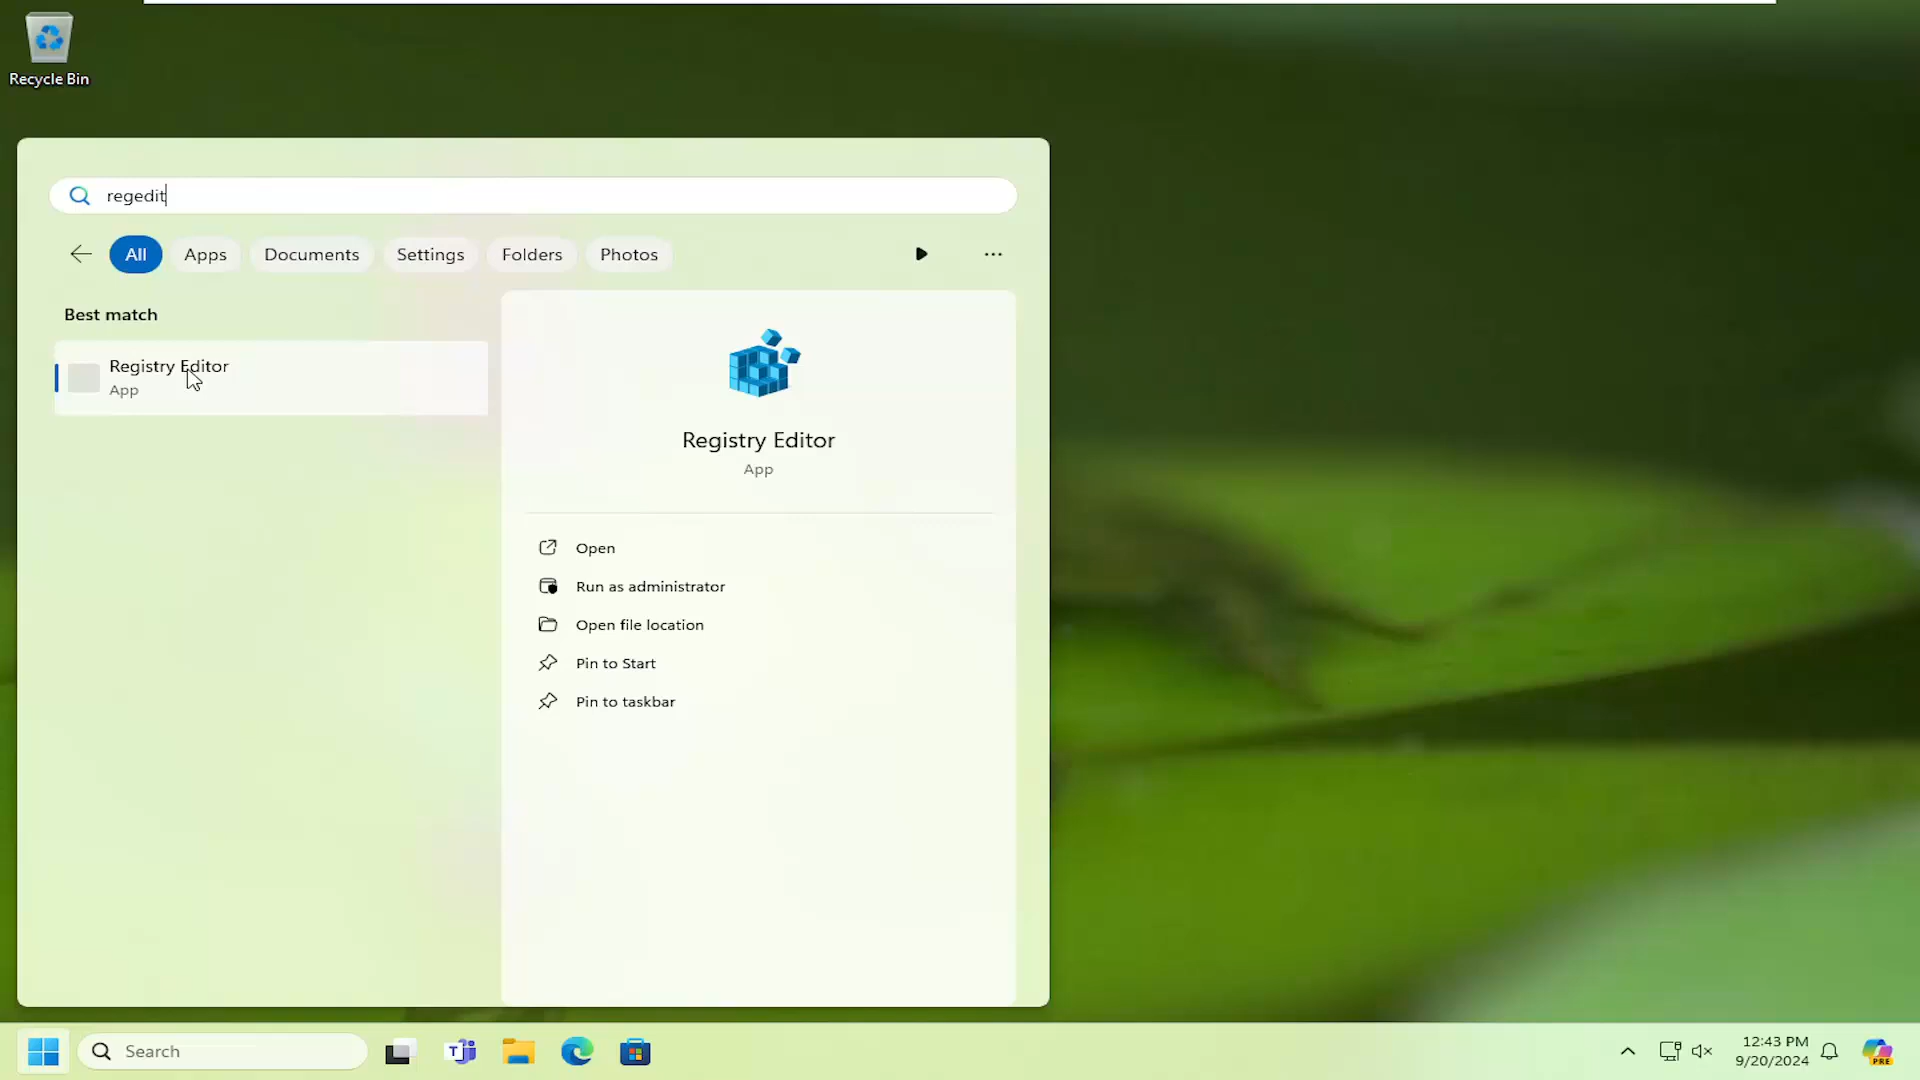 Recycle Bin
regedit
All Apps Documents Settings Folders Photos
Best match
Registry Editor
App
Registry Editor
App
Open
Run as administrator
Open file location
Pin to Start
Pin to taskbar
Search
12:43 PM
9/20/2024
PRE